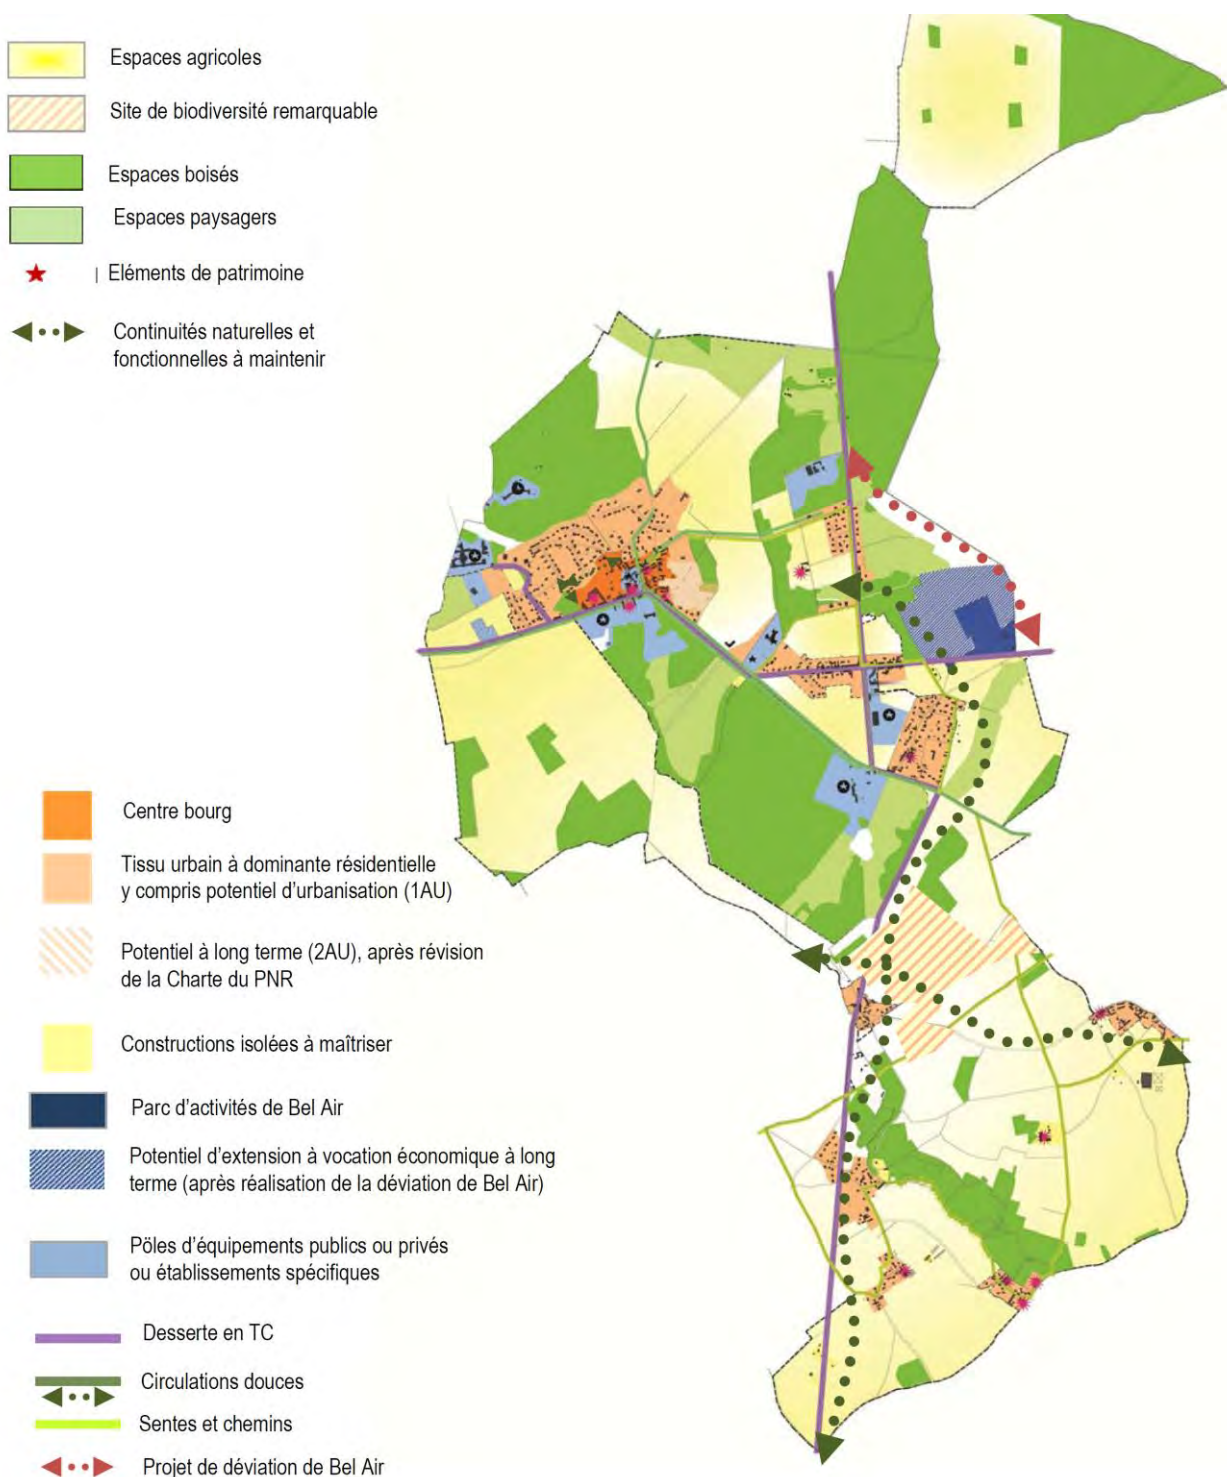 Espaces agricoles
Site de biodiversité remarquable
Espaces boisés
Espaces paysagers
Eléments de patrimoine
Continuités naturelles et
fonctionnelles à maintenir
Centre bourg
Tissu urbain à dominante résidentielle
y compris potentiel d'urbanisation (1AU)
Potentiel à long terme (2AU), après révision
de la Charte du PNR
Constructions isolées à maîtriser
Parc d'activités de Bel Air
Potentiel d'extension à vocation économique à long
terme (après réalisation de la déviation de Bel Air)
Pöles d'équipements publics ou privés
ou établissements spécifiques
Desserte en TC
Circulations douces
Sentes et chemins
Projet de déviation de Bel Air